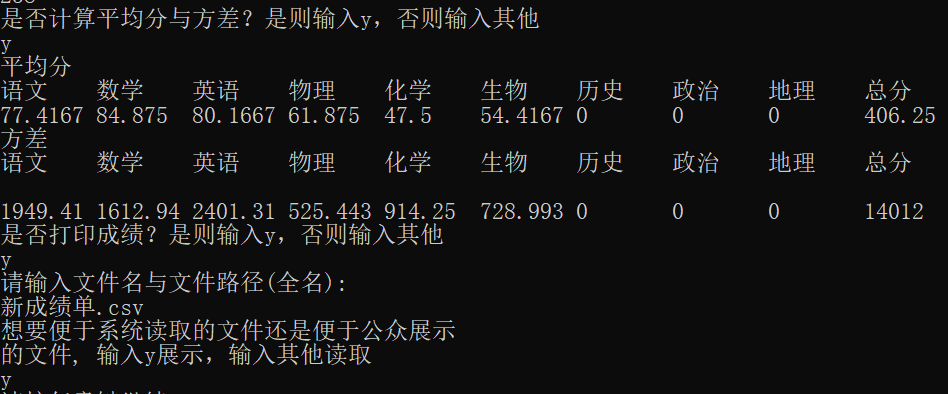 是否计算平均分与方差？是则输入y，否则输入其他
y
平均分
语文 数学 英语 物理 化学 生物 历史 政治 地理 总分
77.4167 84.875 80.1667 61.875 47.5 54.4167 0 0 0 406.25
方差
语文 数学 英语 物理 化学 生物 历史 政治 地理 总分
1949.41 1612.94 2401.31 525.443 914.25 728.993 0 0 0 14012
是否打印成绩？是则输入y，否则输入其他
y
请输入文件名与文件路径(全名):
新成绩单.csv
想要便于系统读取的文件还是便于公众展示
的文件, 输入y展示，输入其他读取
y